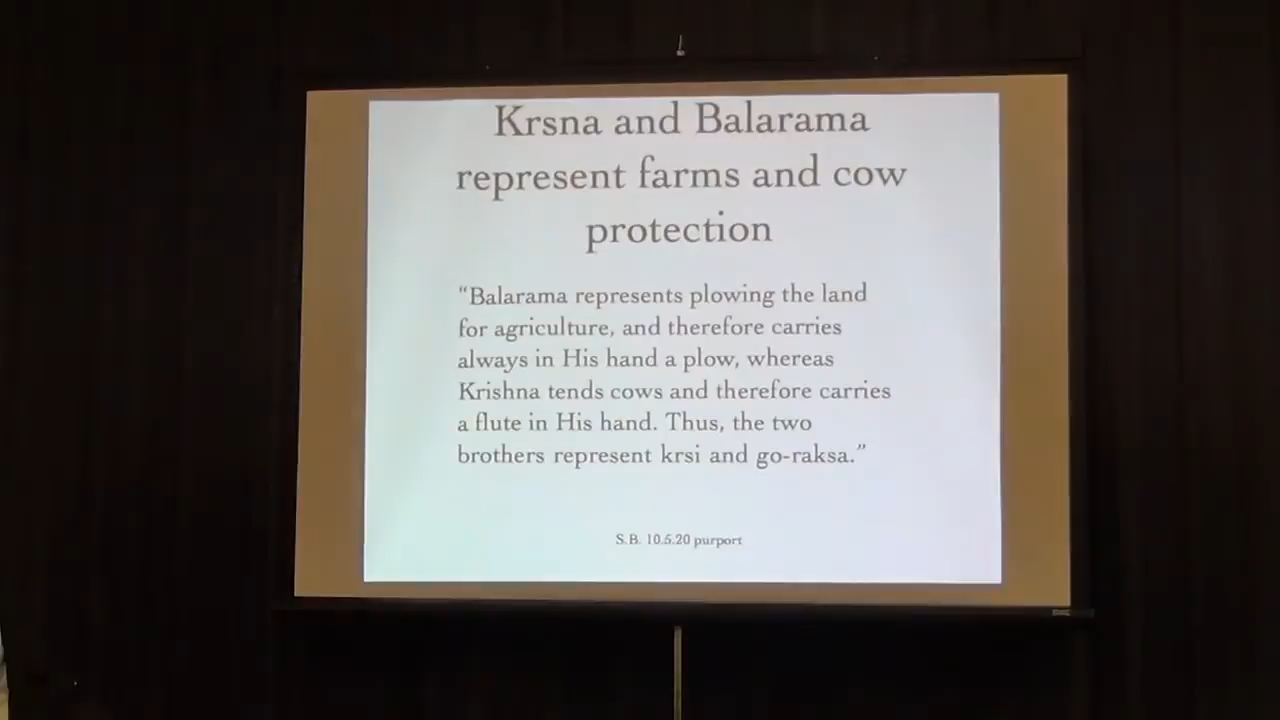 Krsna and Balarama
represent farms and cow
protection
“Balarama represents plowing the land
for agriculture, and therefore carries
always in His hand a plow, whereas
Krishna tends cows and therefore carries
a flute in His hand. Thus, the two
brothers represent krsi and go-raksa.”
S.B. 10.5.20 purport